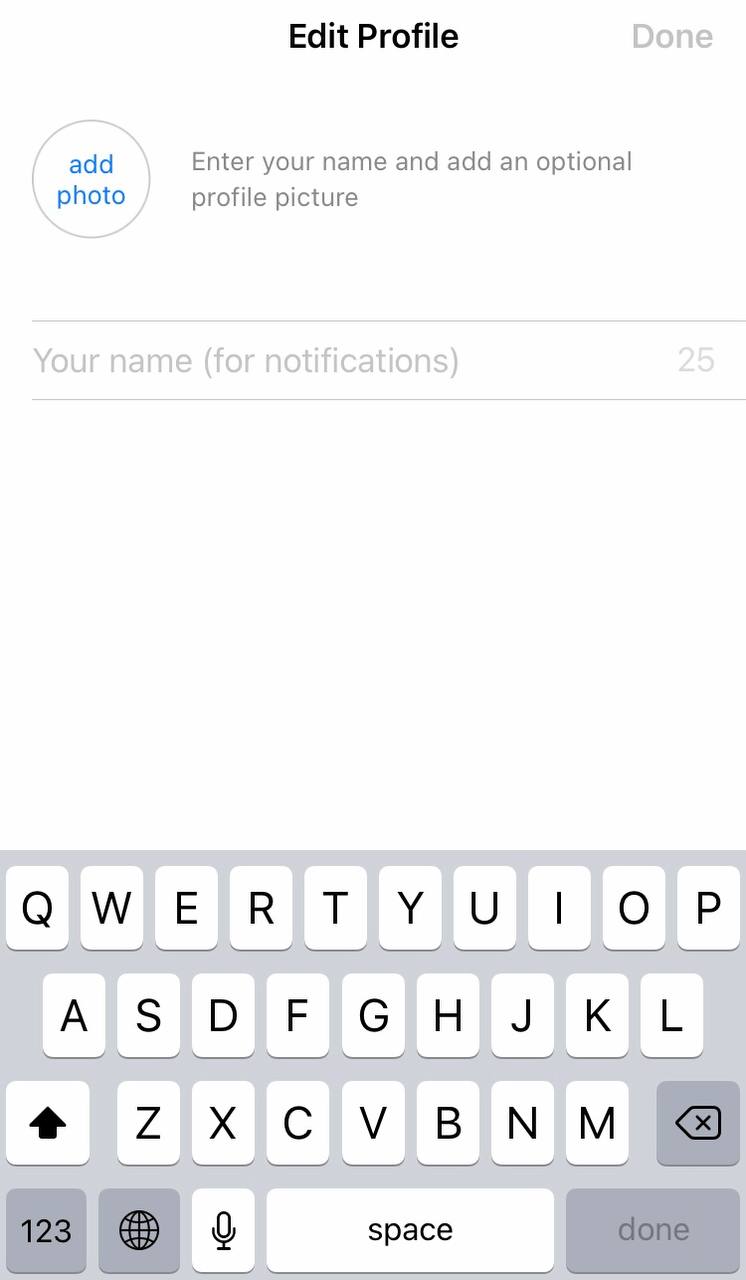 Edit Profile
Done
add
photo
Enter your name and add an optional
profile picture
Your name (for notifications)
25
Q W E R T Y U I O P
A S D F G H J K L
Z X C V B N M
123 space done